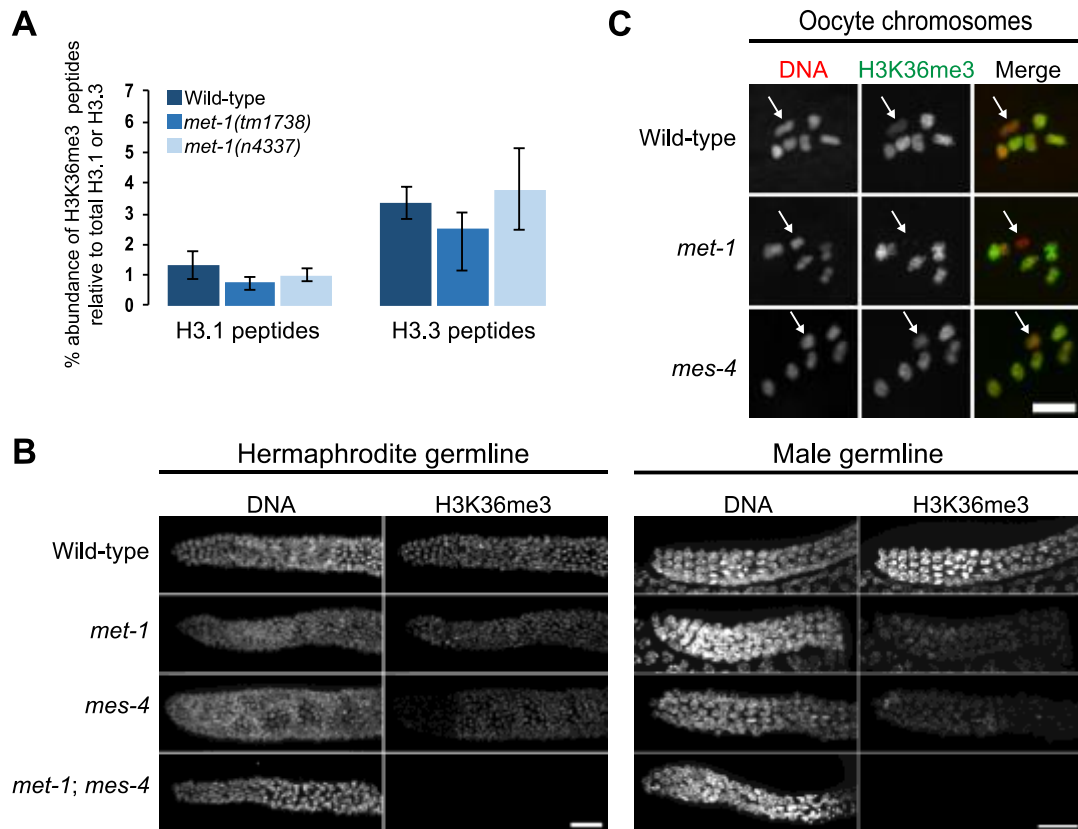 A
% abundance of H3K36me3 peptides
relative to total H3.1 or H3.3
7
6
5
4
3
2
1
0
Wild-type
met-1(tm1738)
met-1(n4337)
H3.1 peptides
H3.3 peptides
C
Oocyte chromosomes
DNA
H3K36me3
Merge
Wild-type
met-1
mes-4
B
Hermaphrodite germline
Male germline
DNA
H3K36me3
DNA
H3K36me3
Wild-type
met-1
mes-4
met-1; mes-4